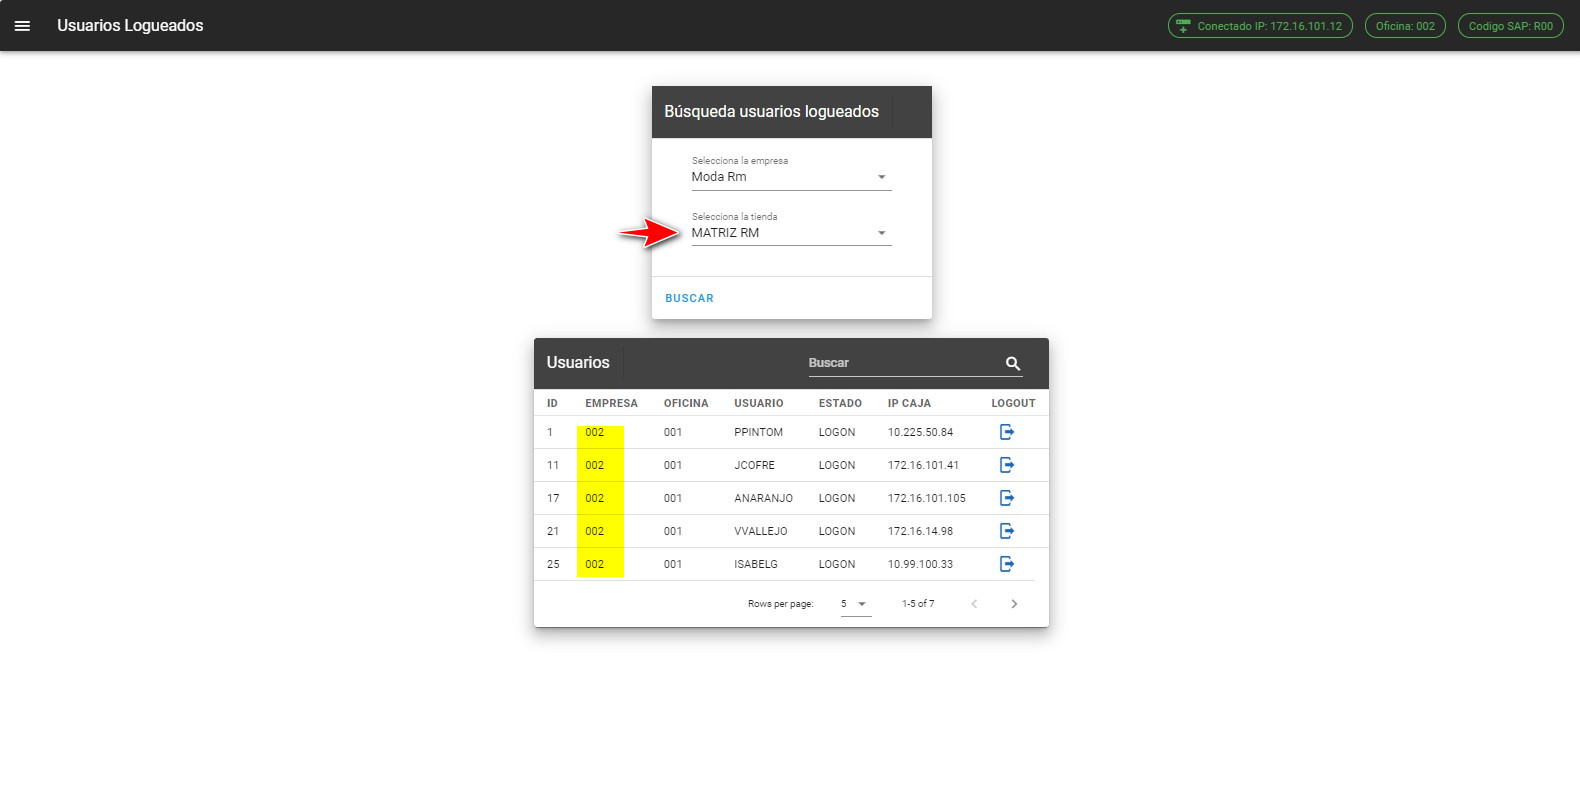 Usuarios Logueados
Conectado IP: 172.16.101.12
Oficina: 002
Codigo SAP: R00
Búsqueda usuarios logueados
Selecciona la empresa
Moda Rm
Selecciona la tienda
MATRIZ RM
BUSCAR
Usuarios
Buscar
ID EMPRESA OFICINA USUARIO ESTADO IP CAJA LOGOUT
1 002 001 PPINTOM LOGON 10.225.50.84
11 002 001 JCOFRE LOGON 172.16.101.41
17 002 001 ANARANJO LOGON 172.16.101.105
21 002 001 VVALLEJO LOGON 172.16.14.98
25 002 001 ISABELG LOGON 10.99.100.33
Rows per page: 5 1-5 of 7